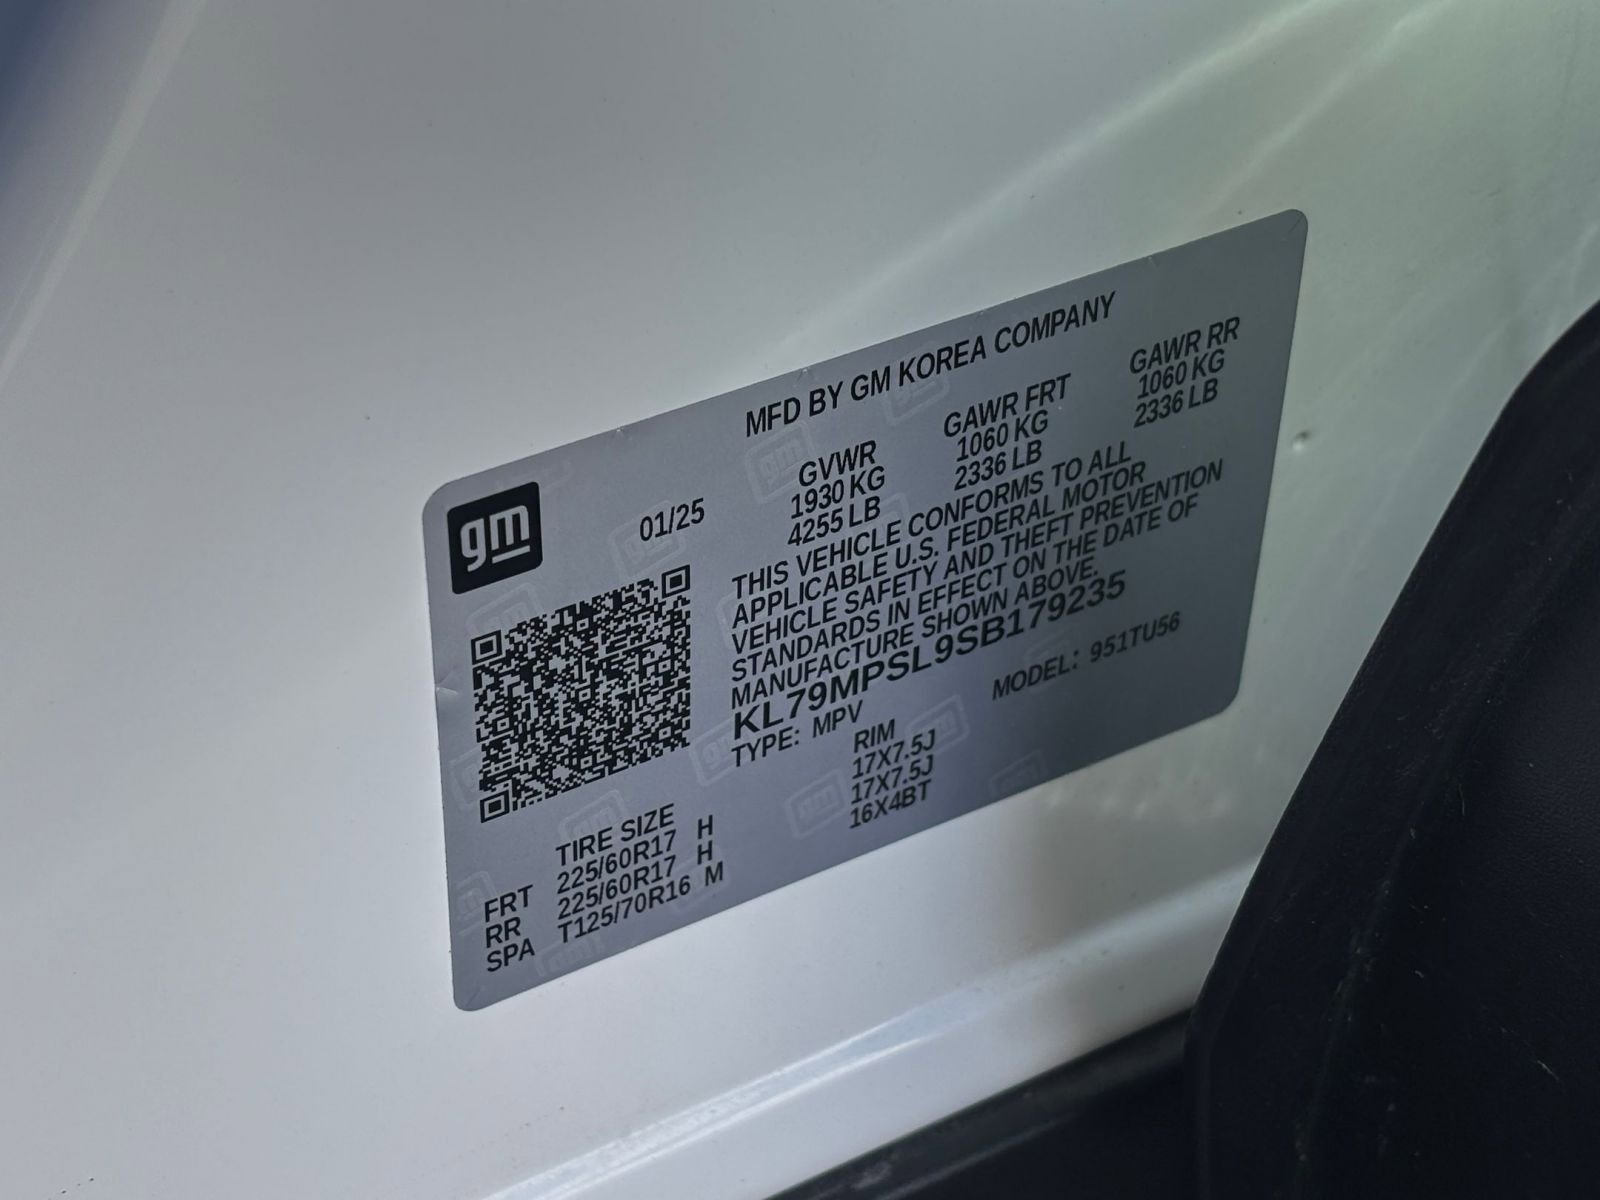 MFD BY GM KOREA COMPANY
gm
01/25
GVWR GAWR FRT GAWR RR
1930 KG 1060 KG 1060 KG
4255 LB 2336 LB 2336 LB
THIS VEHICLE CONFORMS TO ALL
APPLICABLE U.S. FEDERAL MOTOR
VEHICLE SAFETY AND THEFT PREVENTION
STANDARDS IN EFFECT ON THE DATE OF
MANUFACTURE SHOWN ABOVE.
KL79MPSL9SB179235
TYPE: MPV MODEL: 951TU56
TIRE SIZE RIM
FRT 225/60R17 H 17X7.5J
RR 225/60R17 H 17X7.5J
SPA T125/70R16 M 16X4BT